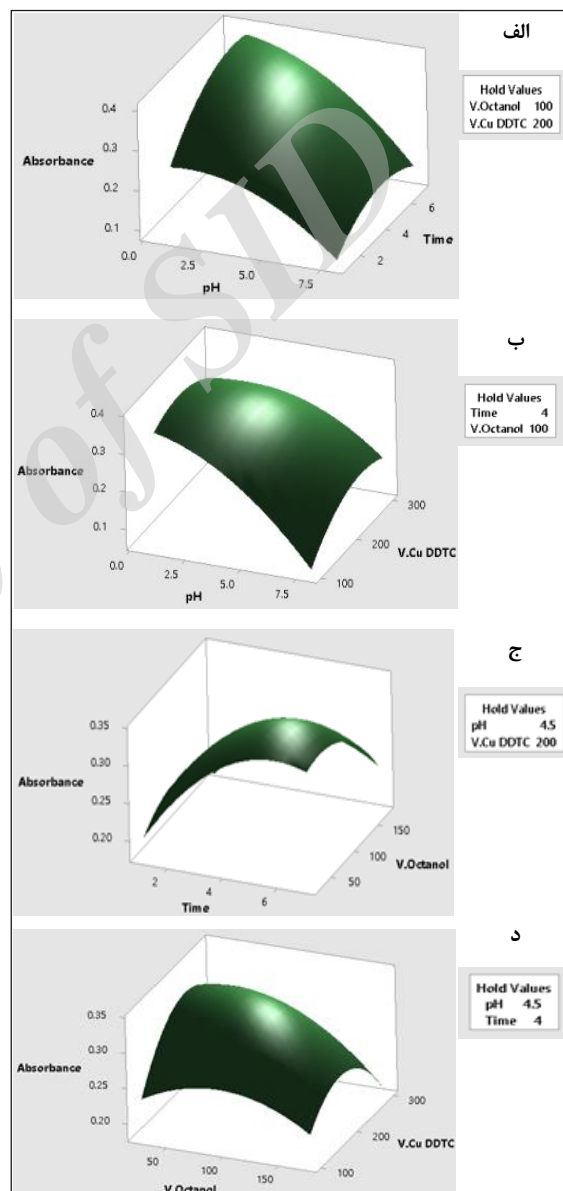 الف
Hold Values
V.Octanol 100
V.Cu DDTC 200
0.4
0.3
0.2
0.1
Absorbance
0.0
2.5
5.0
7.5
pH
2
4
6
Time
ب
Hold Values
Time 4
V.Octanol 100
0.4
0.3
0.2
0.1
Absorbance
0.0
2.5
5.0
7.5
pH
100
200
300
V.Cu DDTC
ج
Hold Values
pH 4.5
V.Cu DDTC 200
0.35
0.30
0.25
0.20
Absorbance
2
4
6
Time
50
100
150
V.Octanol
د
Hold Values
pH 4.5
Time 4
0.35
0.30
0.25
0.20
Absorbance
50
100
150
V.Octanol
100
200
300
V.Cu DDTC
of SID